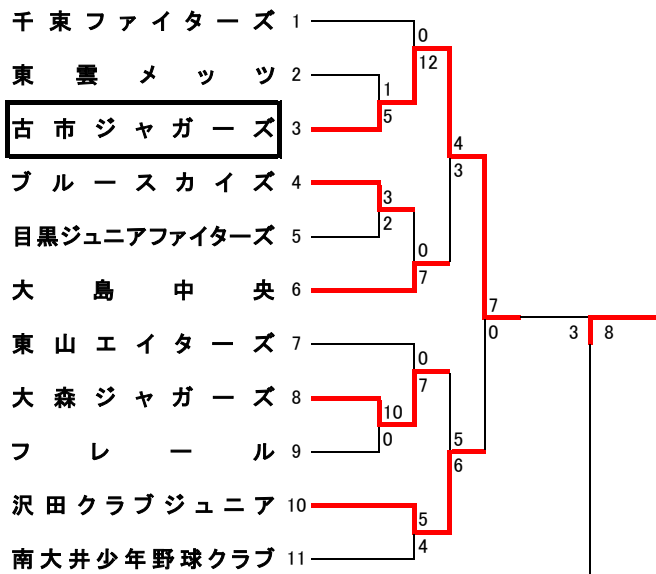 千東ファイターズ 1
0
12
東雲メッツ 2
1
5
古市ジャガーズ 3
4
3
ブルースカイズ 4
3
2
目黒ジュニアファイターズ 5
0
7
大島中央 6
7
0
3 8
東山エイターズ 7
0
7
大森ジャガーズ 8
10
0
フレール 9
5
6
沢田クラブジュニア 10
5
4
南大井少年野球クラブ 11